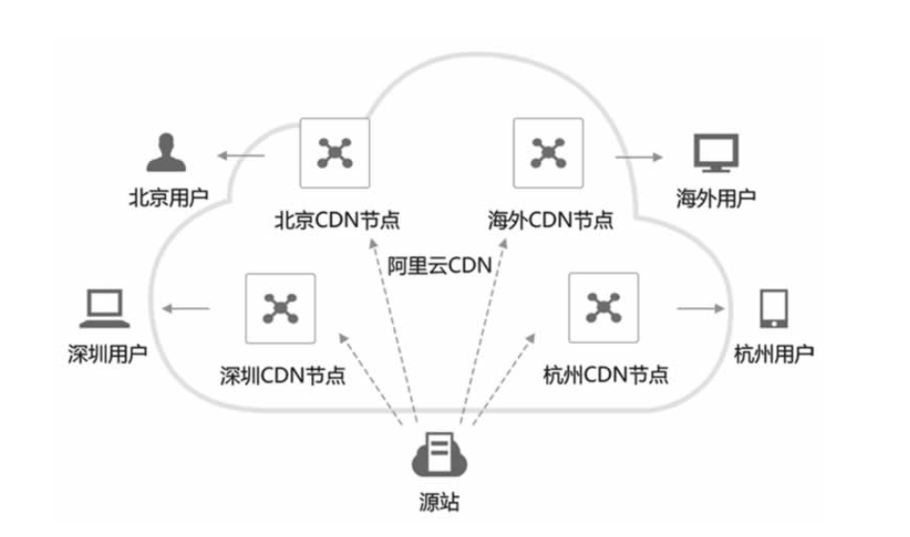 北京用户
北京CDN节点
海外CDN节点
海外用户
阿里云CDN
深圳用户
深圳CDN节点
杭州CDN节点
杭州用户
源站